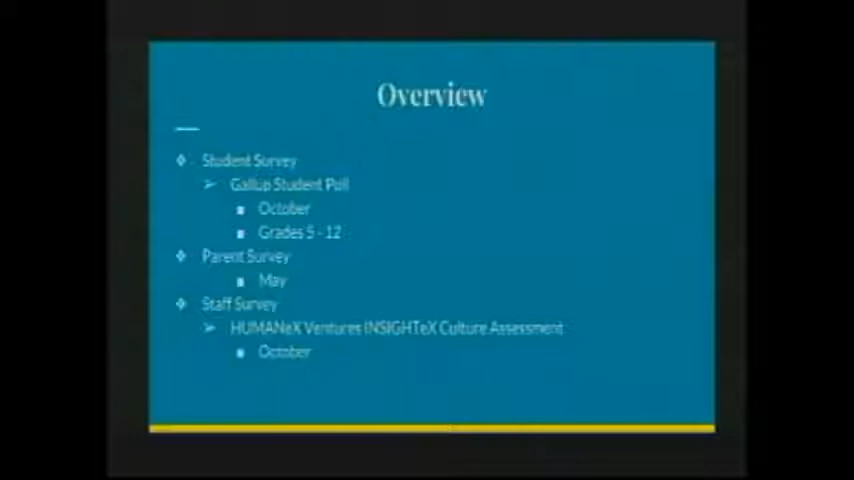 Overview
Student Survey
Gallup Student Poll
October
Grades 5 - 12
Parent Survey
May
Staff Survey
HUMANeX Ventures INSIGHTeX Culture Assessment
October